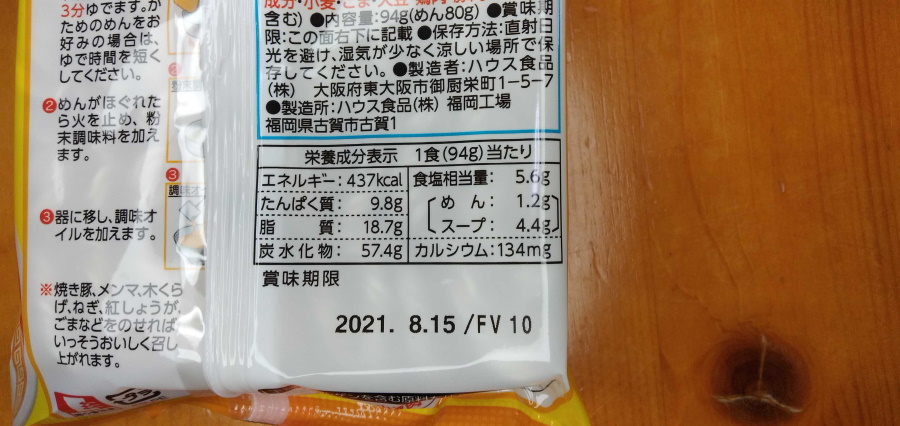 3分ゆでます。か
ためのめんをお
好みの場合は、
ゆで時間を短く
してください。
❷めんがほぐれた
ら火を止め、粉
末調味料を加え
ます。
❸
❸器に移し、調味オ
イルを加えます。
※焼き豚、メンマ、木くら
げ、ねぎ、紅しょうが、
ごまなどをのせれば
いっそうおいしく召し
上がれます。
成分・小麦・ごま・大豆
含む) ●内容量:94g(めん80g) ●賞味期
限:この面右下に記載 ●保存方法:直射日
光を避け、湿気が少なく涼しい場所で保
存してください。●製造者:ハウス食品
(株) 大阪府東大阪市御厨栄町1-5-7
●製造所:ハウス食品(株) 福岡工場
福岡県古賀市古賀1
栄養成分表示 1食(94g)当たり
エネルギー:437kcal 食塩相当量: 5.6g
たんぱく質: 9.8g めん: 1.2g
脂質: 18.7g スープ: 4.4g
炭水化物: 57.4g カルシウム:134mg
賞味期限
2021. 8.15 /FV 10